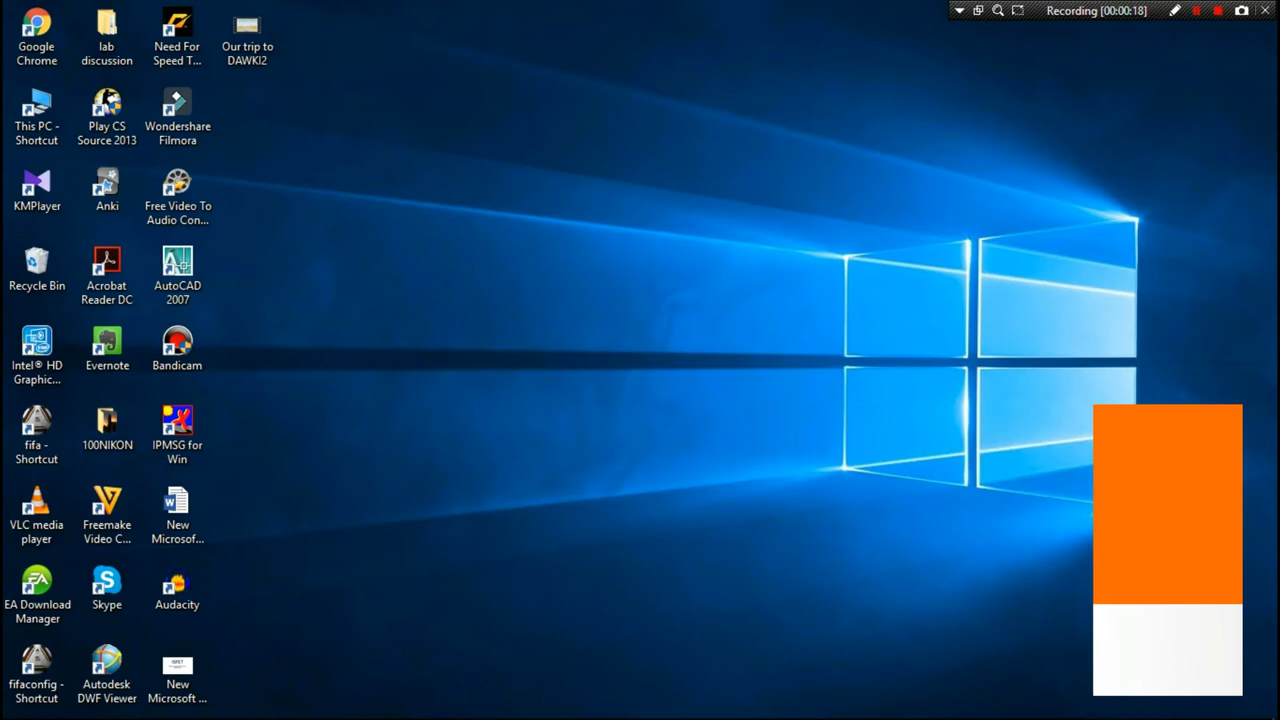 Recording [00:00:18]
Google
Chrome
lab
discussion
Need For
Speed T...
Our trip to
DAWKI2
This PC -
Shortcut
Play CS
Source 2013
Wondershare
Filmora
KMPlayer
Anki
Free Video To
Audio Con...
Recycle Bin
Acrobat
Reader DC
AutoCAD
2007
Intel® HD
Graphic...
Evernote
Bandicam
fifa -
Shortcut
100NIKON
IPMSG for
Win
VLC media
player
Freemake
Video C...
New
Microsof...
EA Download
Manager
Skype
Audacity
fifaconfig -
Shortcut
Autodesk
DWF Viewer
New
Microsoft ...